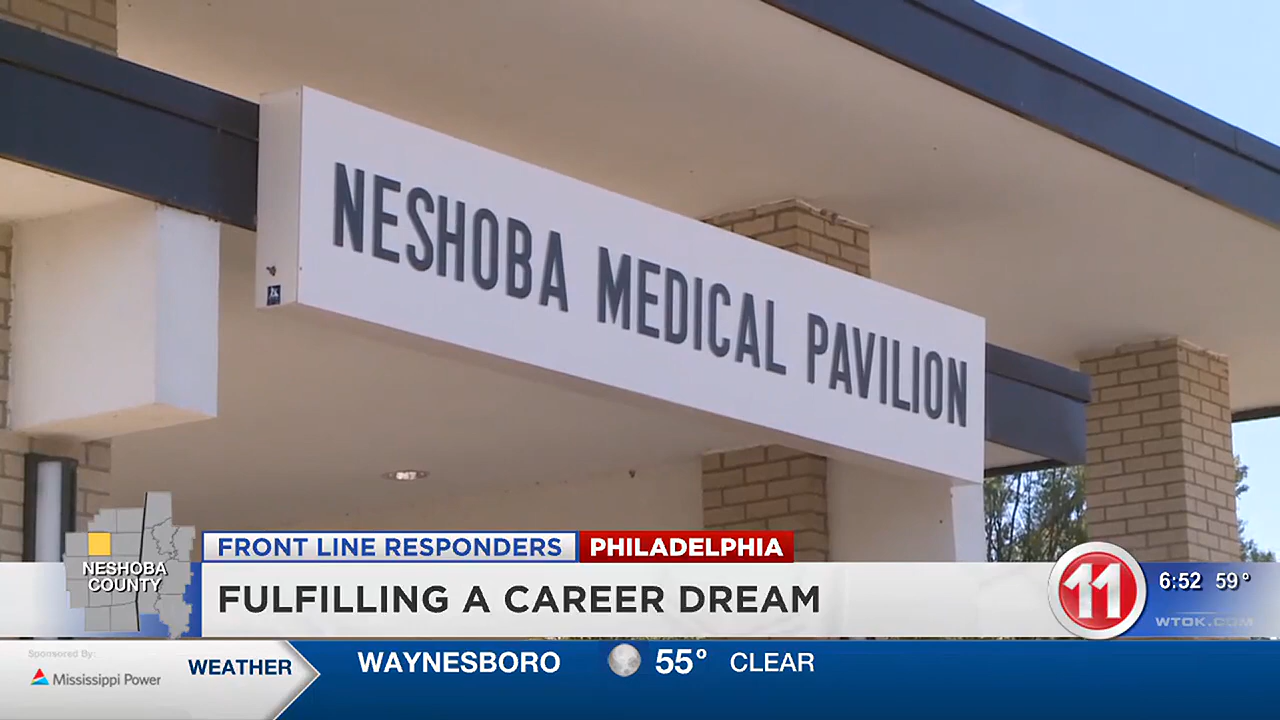 NESHOBA MEDICAL PAVILION
FRONT LINE RESPONDERS PHILADELPHIA
NESHOBA
COUNTY
FULFILLING A CAREER DREAM
11
6:52 59°
WTOK.COM
Sponsored By:
Mississippi Power
WEATHER
WAYNESBORO 55° CLEAR